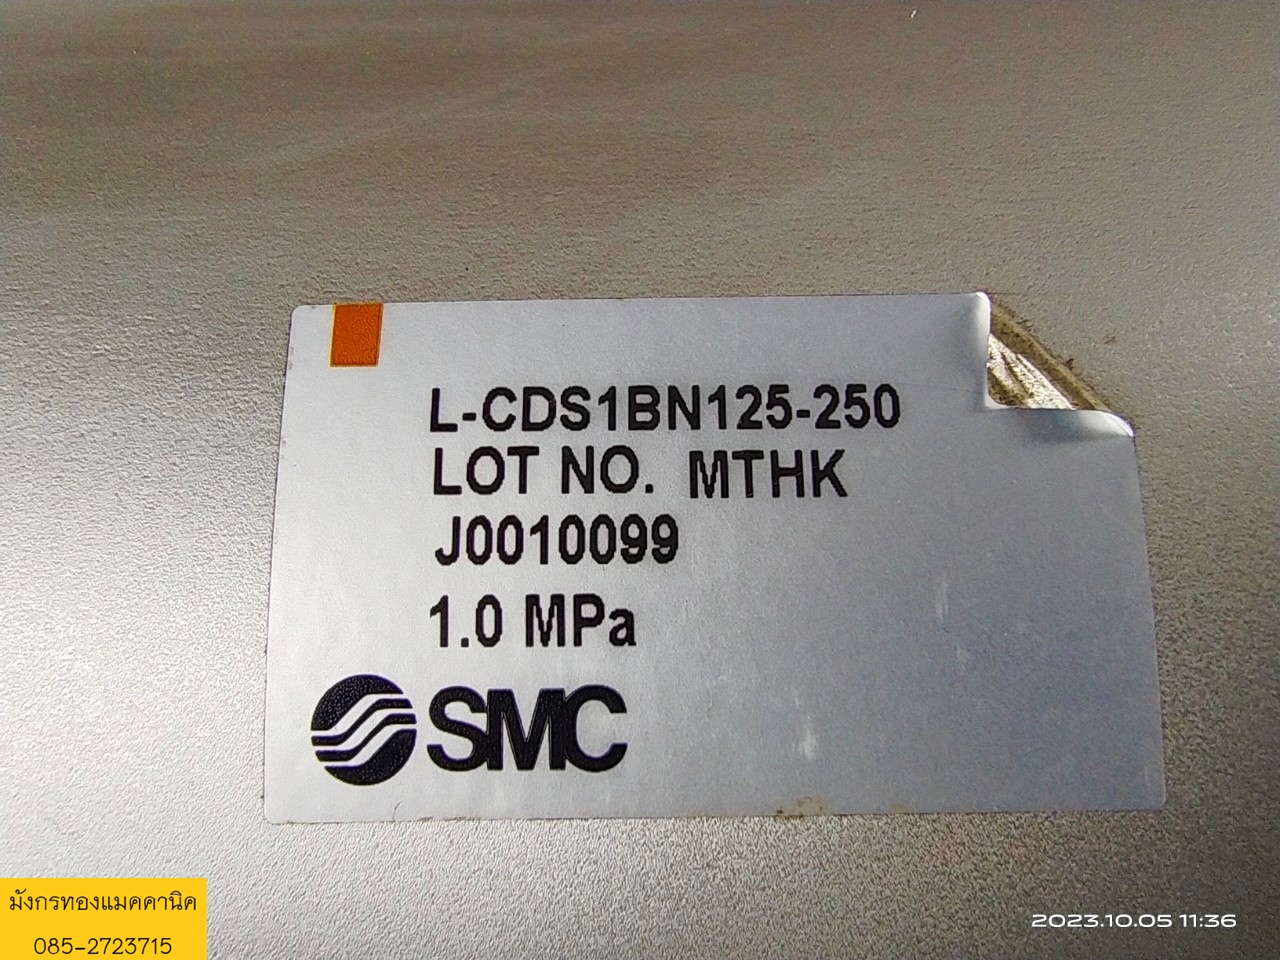 L-CDS1BN125-250
LOT NO. MTHK
J0010099
1.0 MPa
SMC
มังกรทองแมคคานิค
085-2723715
2023.10.05 11:36